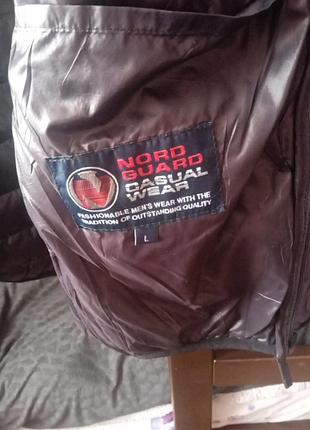 NORD
GUARD
CASUAL
WEAR
FASHIONABLE MEN'S WEAR WITH THE
TRADITION OF OUTSTANDING QUALITY
L